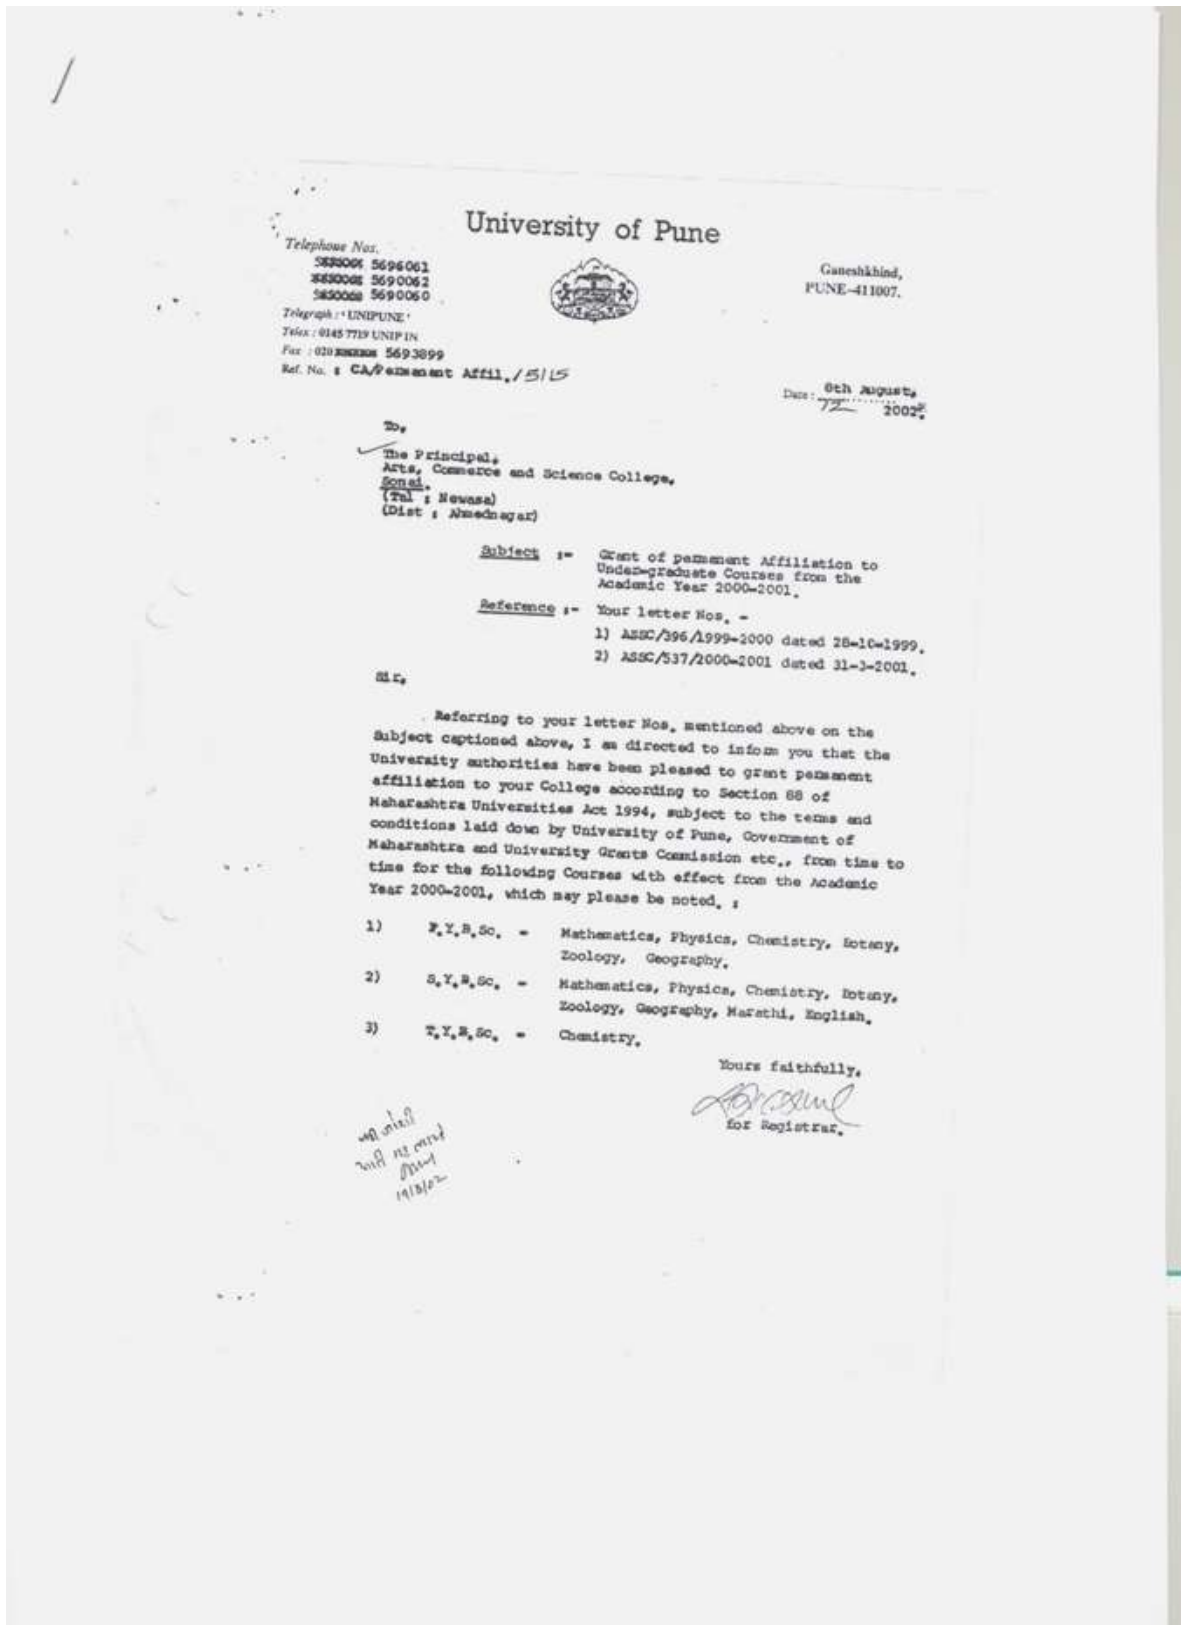 University of Pune
Telephone Nos.
5696061
5690062
5690060
Ganeshkhind,
PUNE-411007.
Telegraph : 'UNIPUNE'
Telex : 0145 7719 UNIP IN
Fax : 020 5693899
Ref. No. : CA/Permanent Affil./5115
Date : 8th August,
12 2002.
To,
The Principal,
Arts, Commerce and Science College,
Sonai.
(Tal : Newasa)
(Dist : Ahmednagar)
Subject :- Grant of permanent Affiliation to
Under-graduate Courses from the
Academic Year 2000-2001.
Reference :- Your letter Nos. -
1) ASSC/396/1999-2000 dated 28-10-1999.
2) ASSC/537/2000-2001 dated 31-3-2001.
Sir,
Referring to your letter Nos. mentioned above on the
Subject captioned above, I am directed to inform you that the
University authorities have been pleased to grant permanent
affiliation to your College according to Section 88 of
Maharashtra Universities Act 1994, subject to the terms and
conditions laid down by University of Pune, Government of
Maharashtra and University Grants Commission etc., from time to
time for the following Courses with effect from the Academic
Year 2000-2001, which may please be noted. :
1) F.Y.B.Sc. - Mathematics, Physics, Chemistry, Botany,
Zoology, Geography.
2) S.Y.B.Sc. - Mathematics, Physics, Chemistry, Botany,
Zoology, Geography, Marathi, English.
3) T.Y.B.Sc. - Chemistry.
Yours faithfully,
for Registrar.
19/8/02